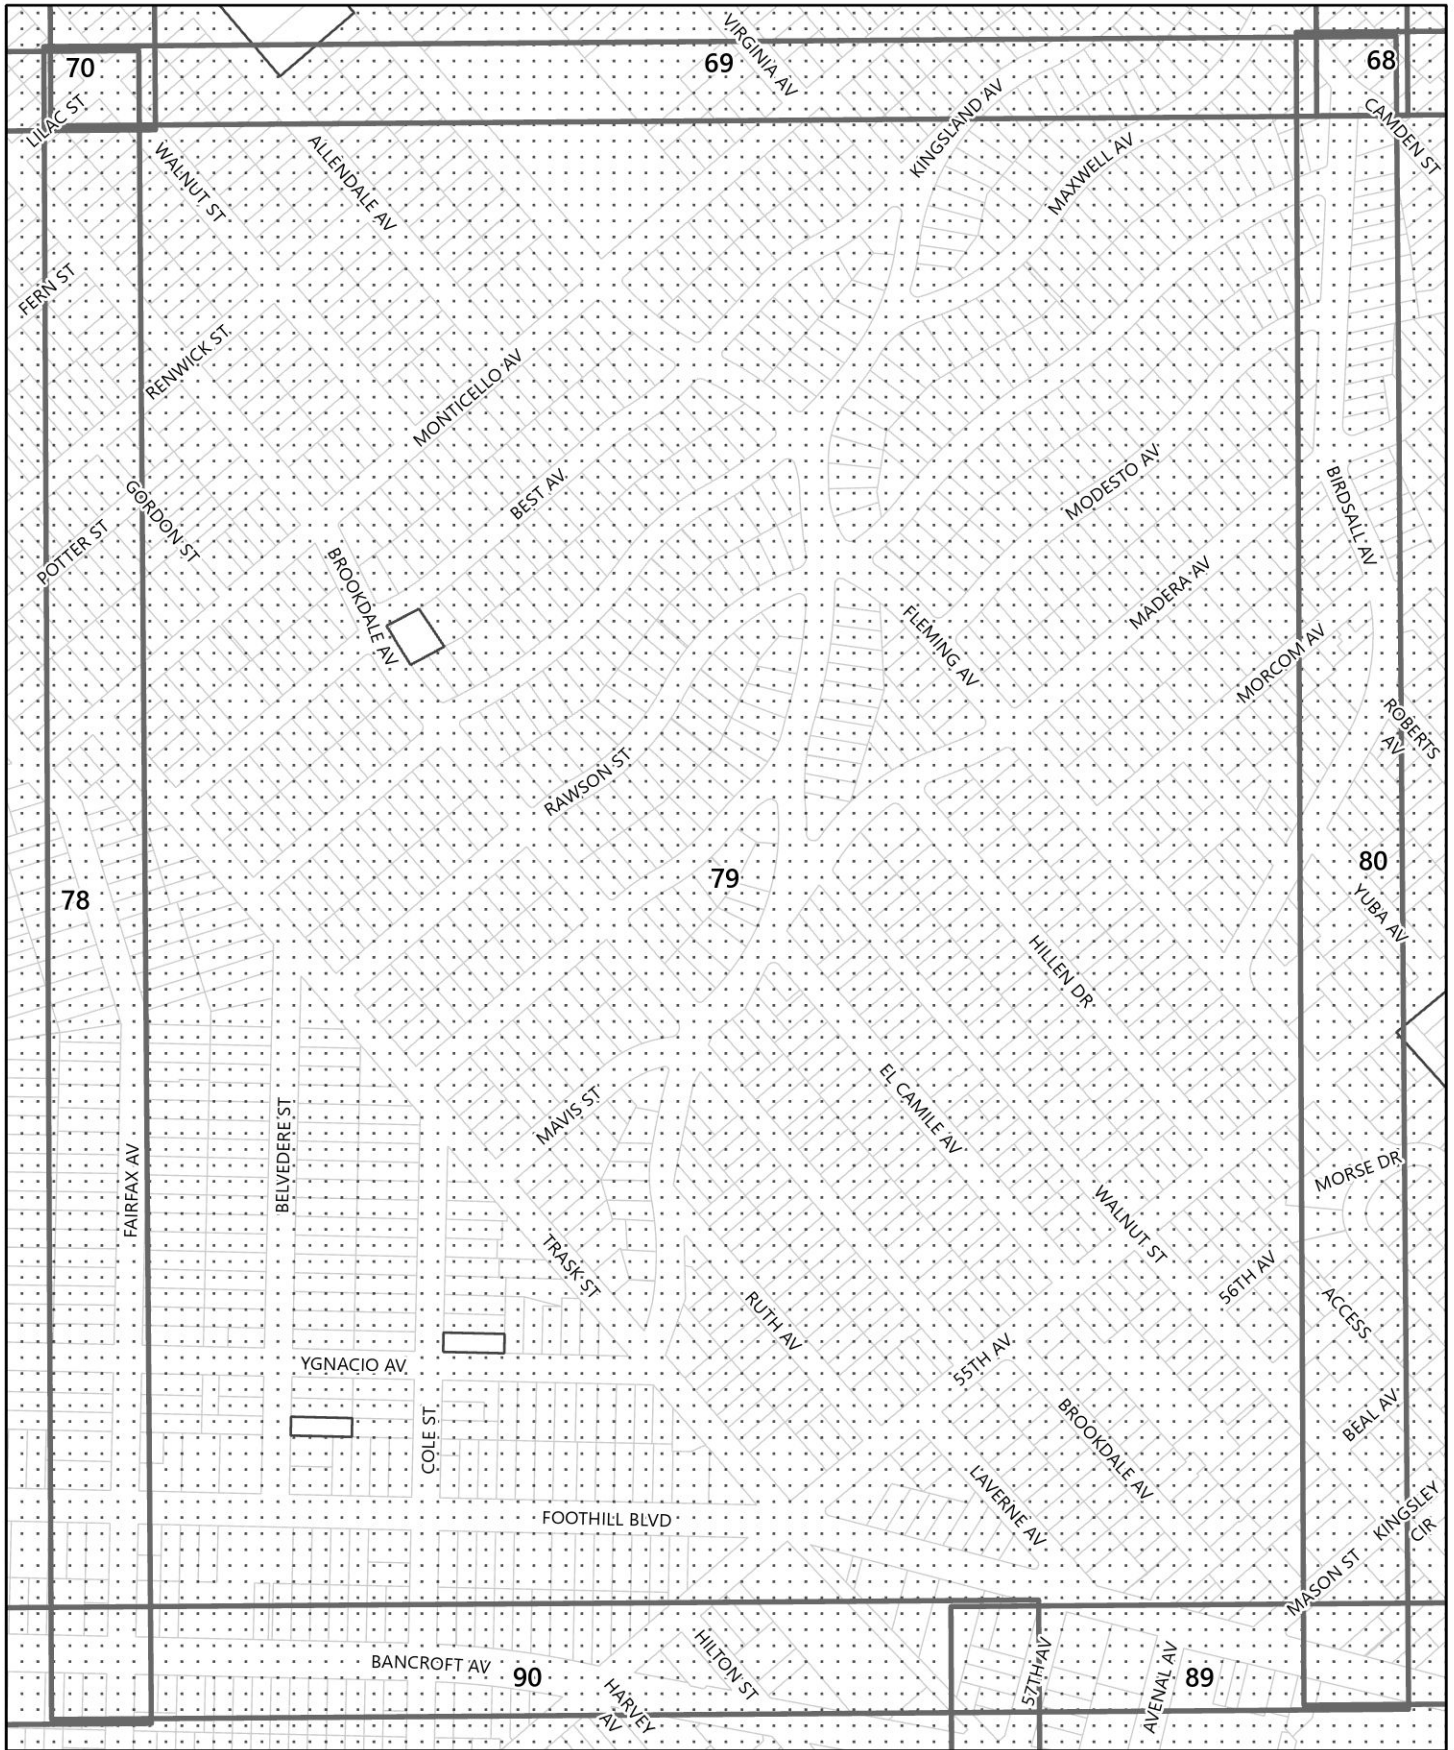 VIRGINIA AV
70
69
68
LILAC ST
KINGSLAND AV
CAMDEN ST
WALNUT ST
ALLENDALE AV
MAXWELL AV
FERN ST
RENWICK ST
MONTICELLO AV
BEST AV
MODESTO AV
BIRDSALL AV
GORDON ST
POTTER ST
BROOKDALE AV
MADERA AV
FLEMING AV
MORCOM AV
ROBERTS
AV
RAWSON ST
78
79
80
YUBA AV
HILLEN DR
MAVIS ST
EL CAMILE AV
BELVEDERE ST
FAIRFAX AV
MORSE DR
WALNUT ST
TRASK ST
56TH AV
RUTH AV
ACCESS
YGNACIO AV
55TH AV
COLE ST
BROOKDALE AV
BEAL AV
LAVERNE AV
FOOTHILL BLVD
KINGSLEY
CIR
MASON ST
BANCROFT AV
90
HILTON ST
57TH AV
AVENAL AV
89
HARVEY
AV